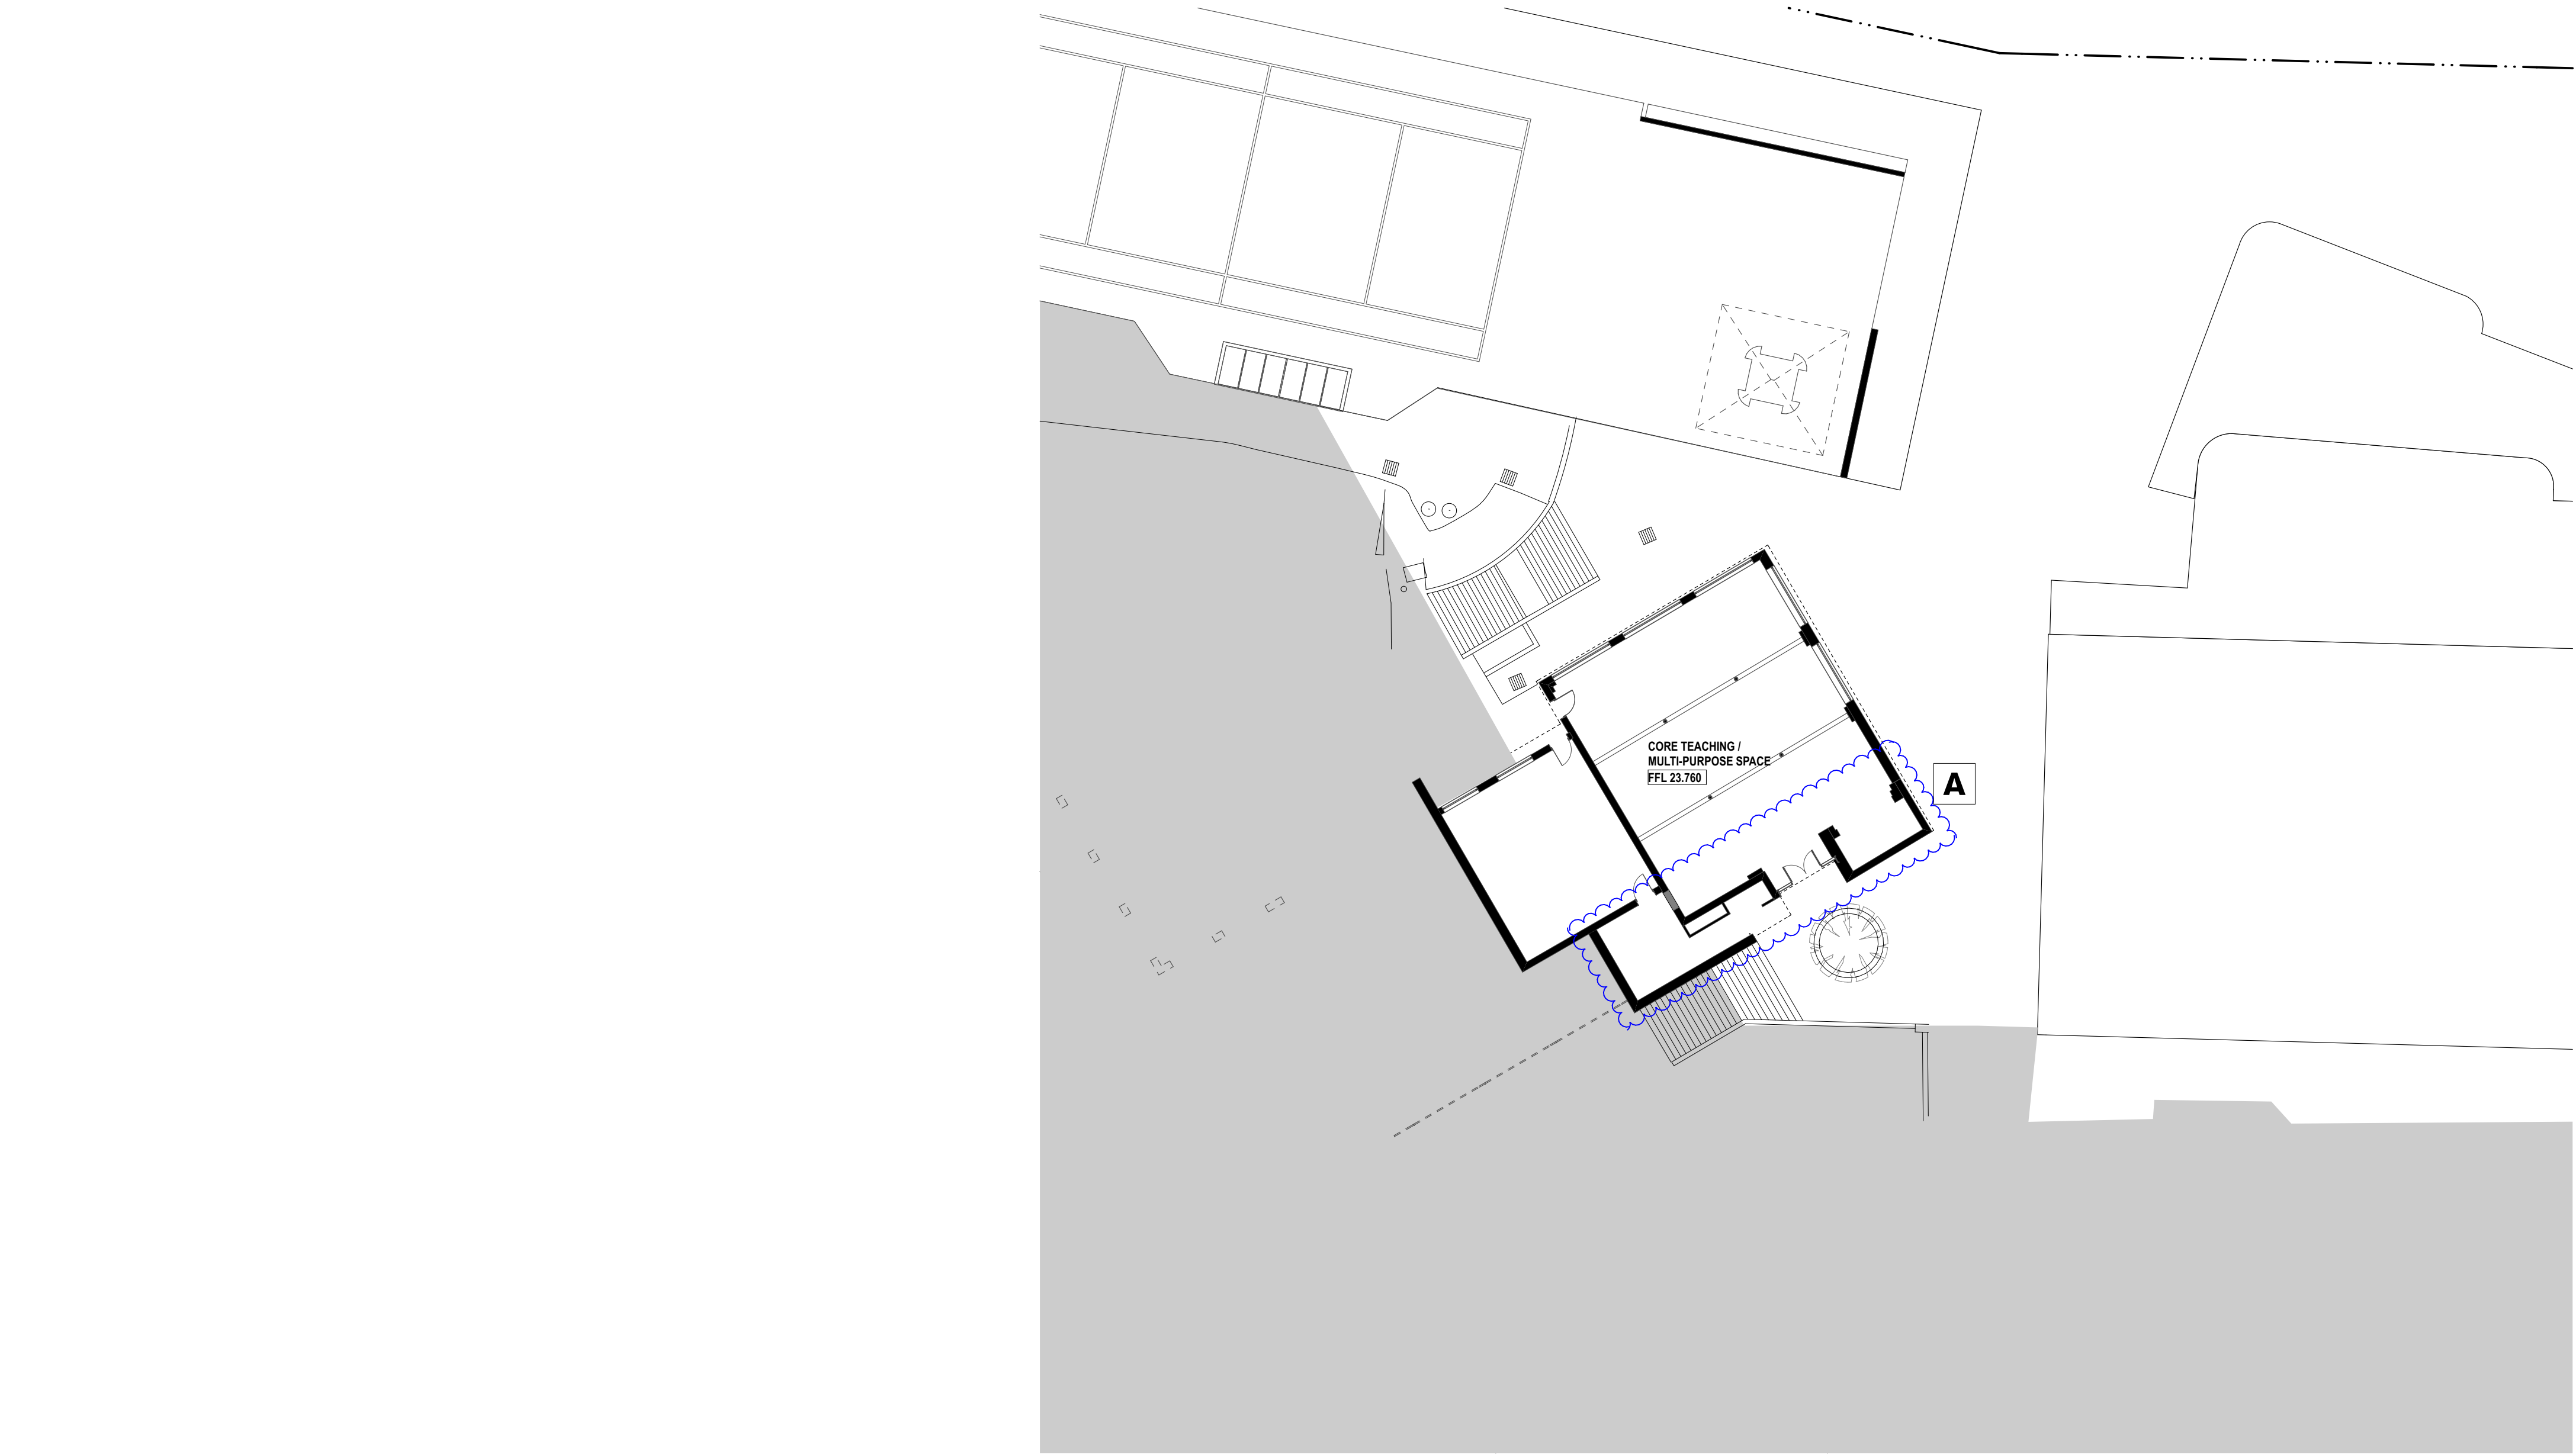 CORE TEACHING /
MULTI-PURPOSE SPACE
FFL 23.760
A